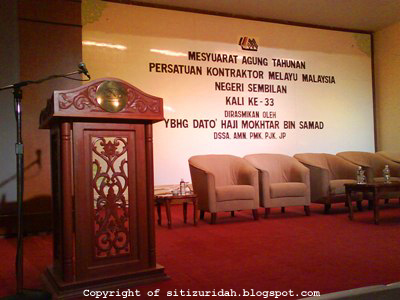 MESYUARAT AGUNG TAHUNAN
PERSATUAN KONTRAKTOR MELAYU MALAYSIA
NEGERI SEMBILAN
KALI KE-33
DIRASMIKAN OLEH
YBHG DATO' HAJI MOKHTAR BIN SAMAD
DSSA, AMN, PMK, PJK, JP
Copyright of sitizuridah.blogspot.com